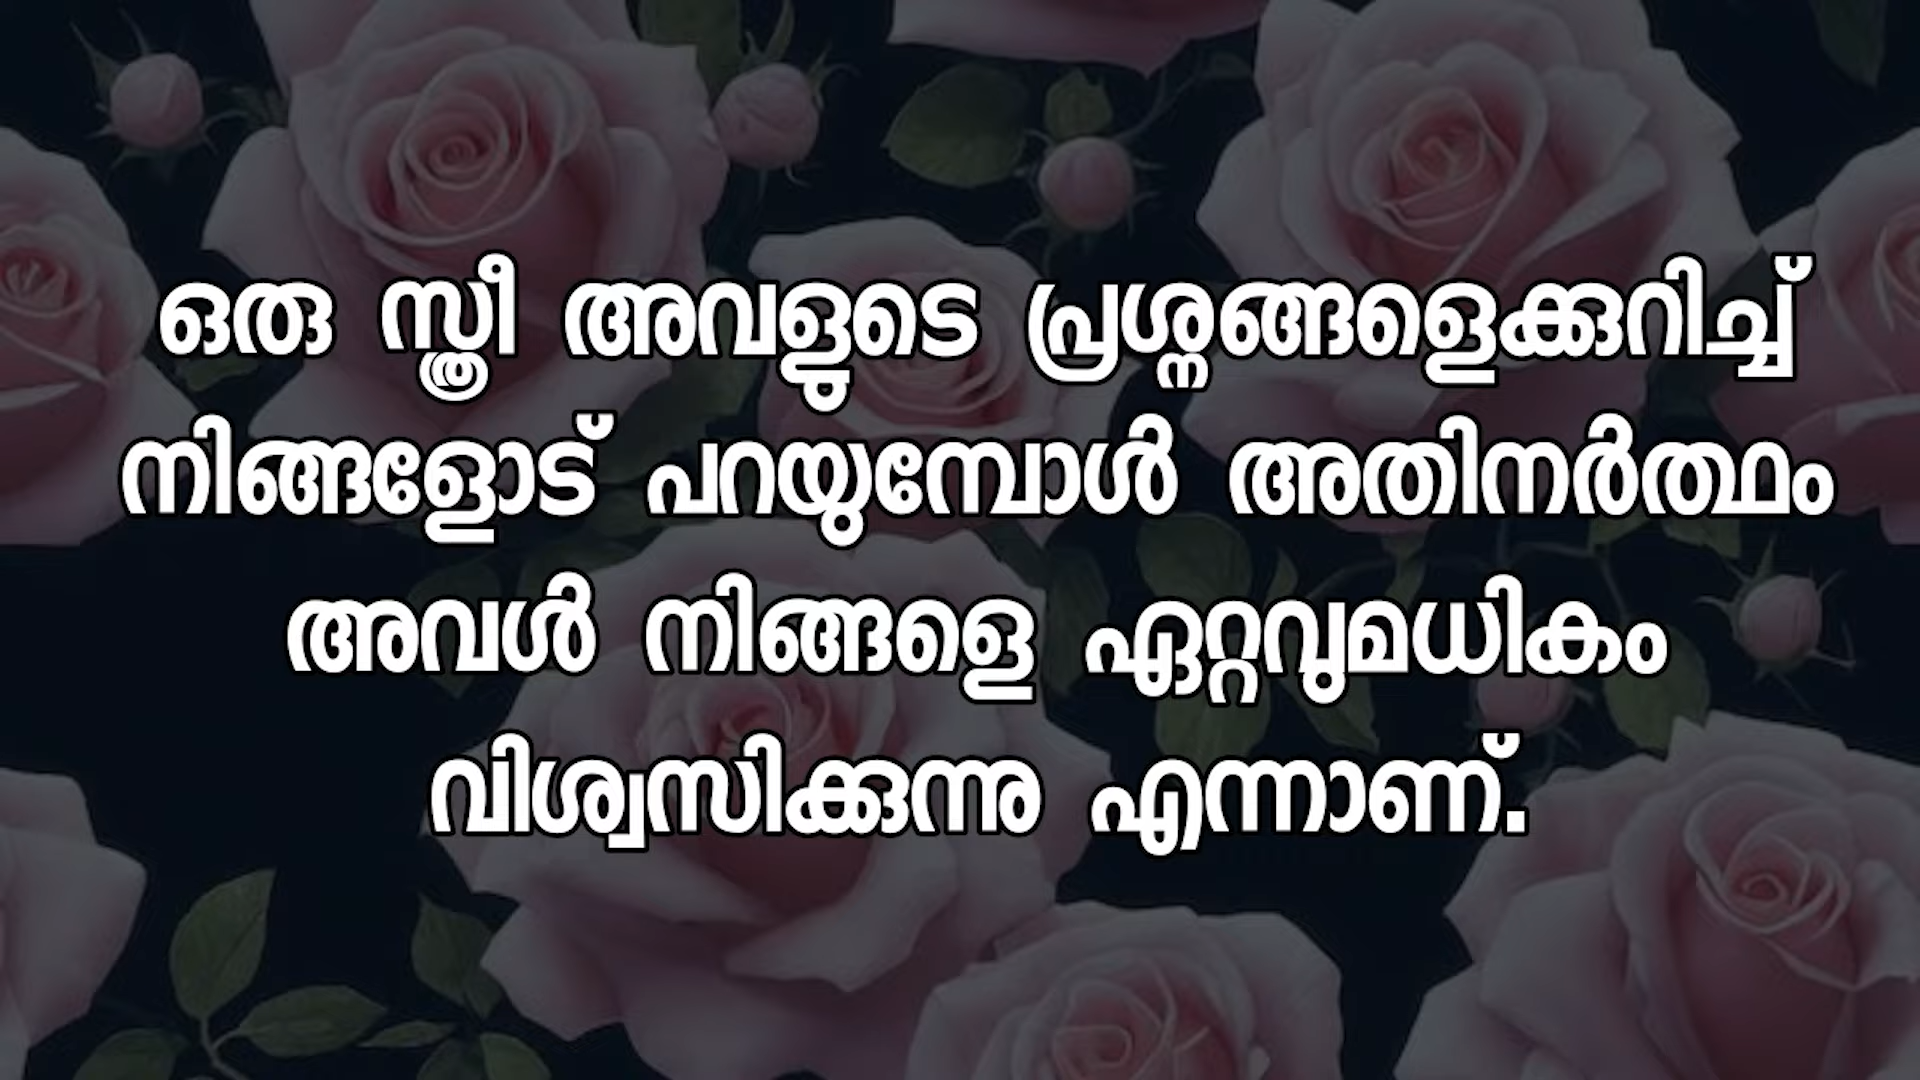 ഒരു സ്ത്രീ അവളുടെ പ്രശ്നങ്ങളെക്കുറിച്ച്
നിങ്ങളോട് പറയുമ്പോൾ അതിനർത്ഥം
അവൾ നിങ്ങളെ ഏറ്റവുമധികം
വിശ്വസിക്കുന്നു എന്നാണ്.